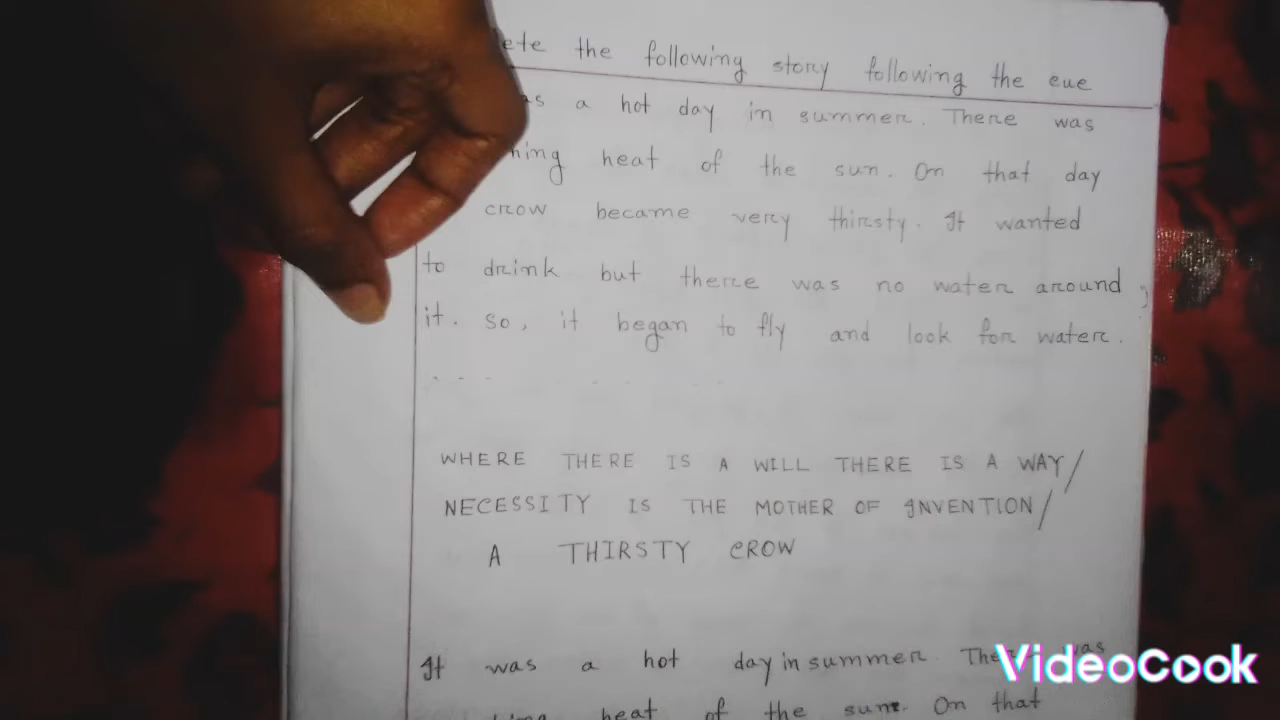 the following story following the eue
a hot day in summer. There was
heat of the sun. On that day
crow became very thirsty. It wanted
to drink but there was no water around
it. So, it began to fly and look for water.
WHERE THERE IS A WILL THERE IS A WAY/
NECESSITY IS THE MOTHER OF INVENTION/
A THIRSTY CROW
It was a hot day in summer. There was
heat of the sun. On that
VideoCook